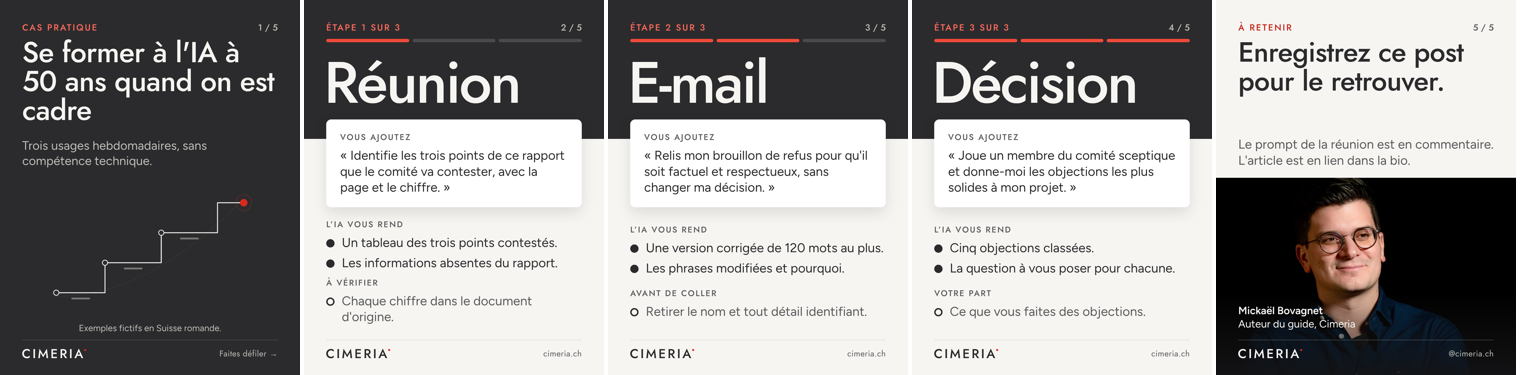 CAS PRATIQUE
1 / 5
Se former à l'IA à
50 ans quand on est
cadre
Trois usages hebdomadaires, sans
compétence technique.
Exemples fictifs en Suisse romande.
CIMERIA
Faites défiler →
ÉTAPE 1 SUR 3
2 / 5
Réunion
VOUS AJOUTEZ
« Identifie les trois points de ce rapport
que le comité va contester, avec la
page et le chiffre. »
L'IA VOUS REND
Un tableau des trois points contestés.
Les informations absentes du rapport.
À VÉRIFIER
Chaque chiffre dans le document
d'origine.
CIMERIA
cimeria.ch
ÉTAPE 2 SUR 3
3 / 5
E-mail
VOUS AJOUTEZ
« Relis mon brouillon de refus pour qu'il
soit factuel et respectueux, sans
changer ma décision. »
L'IA VOUS REND
Une version corrigée de 120 mots au plus.
Les phrases modifiées et pourquoi.
AVANT DE COLLER
Retirer le nom et tout détail identifiant.
CIMERIA
cimeria.ch
ÉTAPE 3 SUR 3
4 / 5
Décision
VOUS AJOUTEZ
« Joue un membre du comité sceptique
et donne-moi les objections les plus
solides à mon projet. »
L'IA VOUS REND
Cinq objections classées.
La question à vous poser pour chacune.
VOTRE PART
Ce que vous faites des objections.
CIMERIA
cimeria.ch
À RETENIR
5 / 5
Enregistrez ce post
pour le retrouver.
Le prompt de la réunion est en commentaire.
L'article est en lien dans la bio.
Mickaël Bovagnet
Auteur du guide, Cimeria
CIMERIA
@cimeria.ch